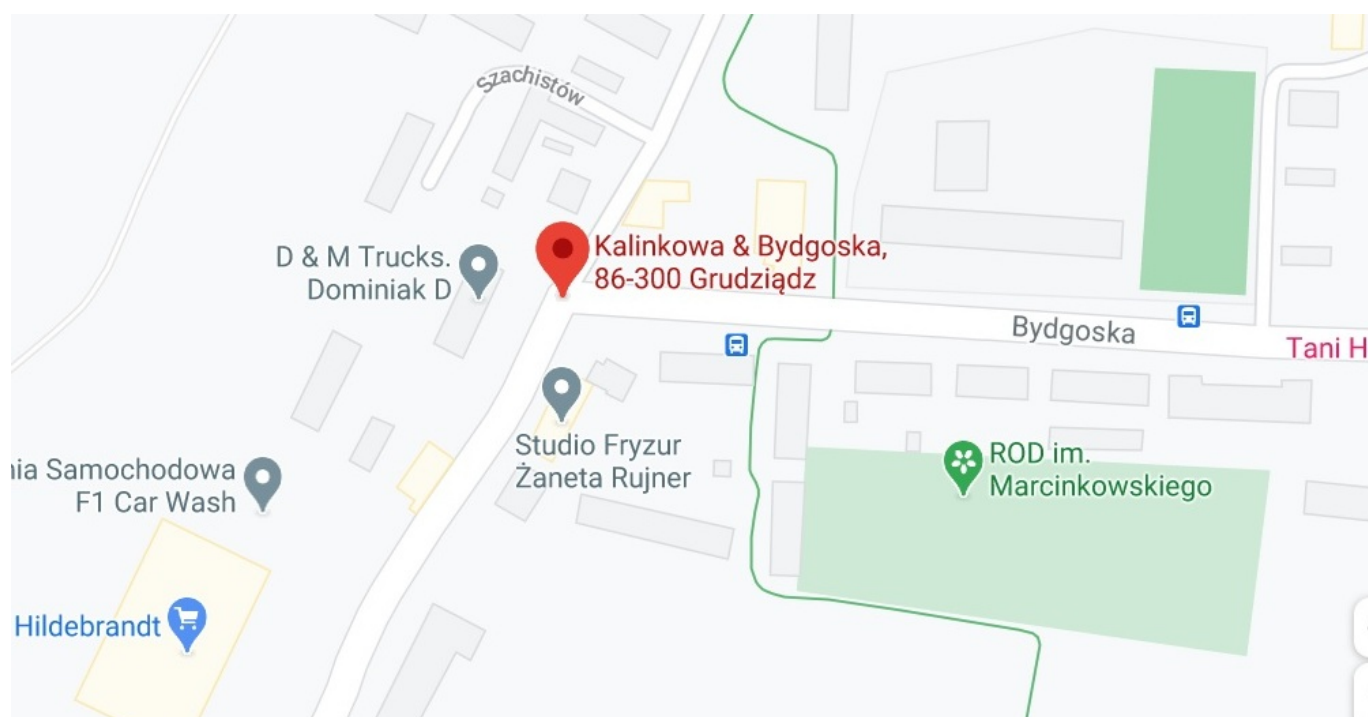 Szachistów
D & M Trucks.
Dominiak D
Kalinkowa & Bydgoska,
86-300 Grudziądz
Bydgoska
Tani H
Studio Fryzur
Żaneta Rujner
nia Samochodowa
F1 Car Wash
ROD im.
Marcinkowskiego
Hildebrandt